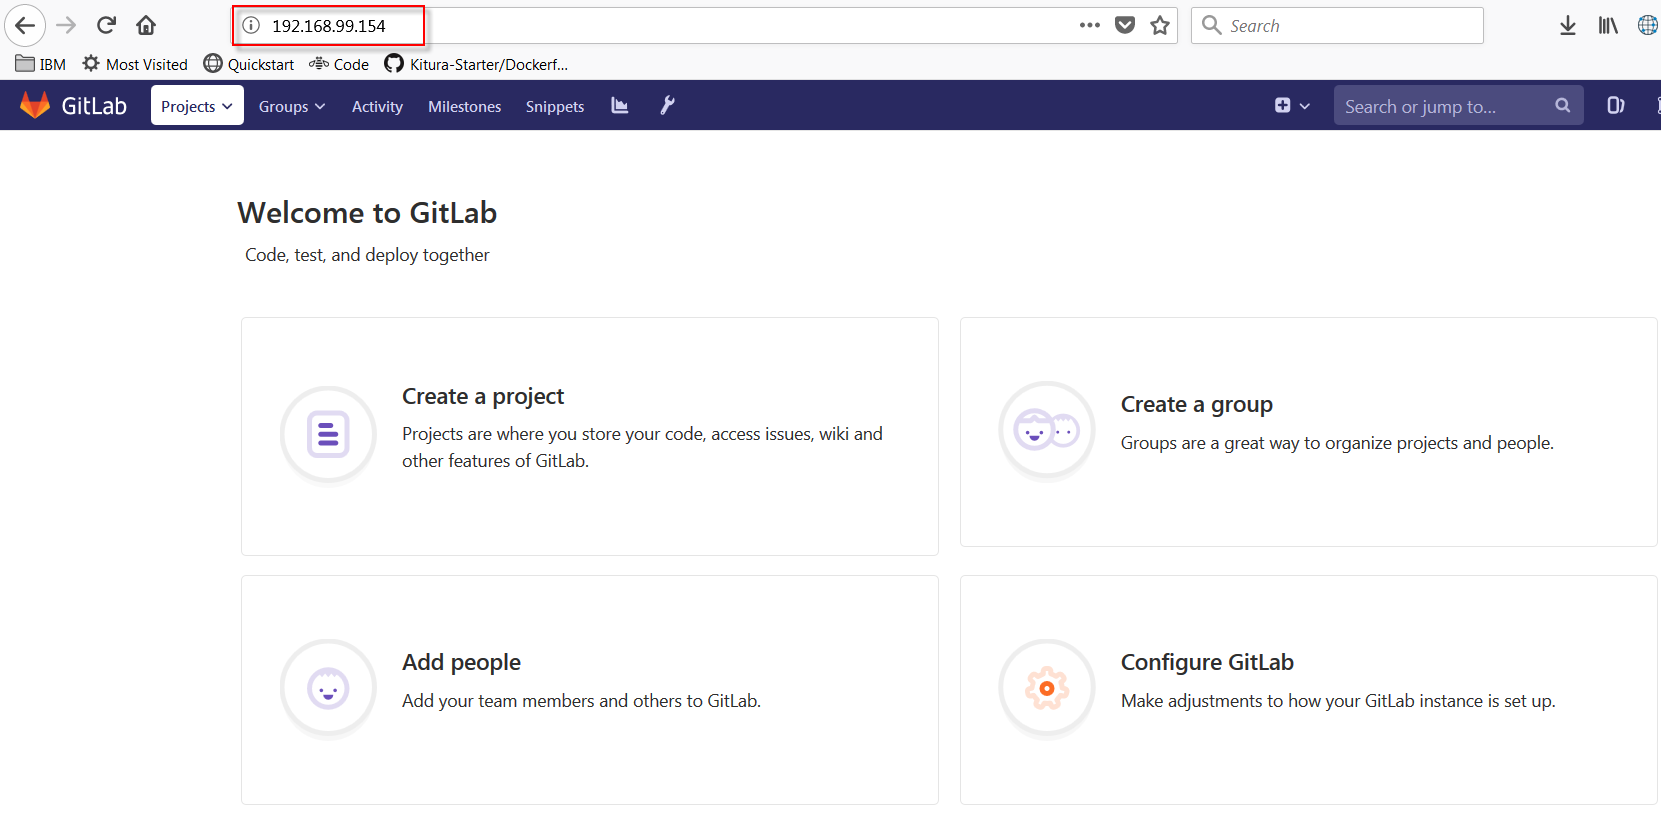 192.168.99.154
Search
IBM Most Visited Quickstart Code Kitura-Starter/Dockerf...
GitLab Projects Groups Activity Milestones Snippets Search or jump to...
Welcome to GitLab
Code, test, and deploy together
Create a project
Projects are where you store your code, access issues, wiki and
other features of GitLab.
Create a group
Groups are a great way to organize projects and people.
Add people
Add your team members and others to GitLab.
Configure GitLab
Make adjustments to how your GitLab instance is set up.